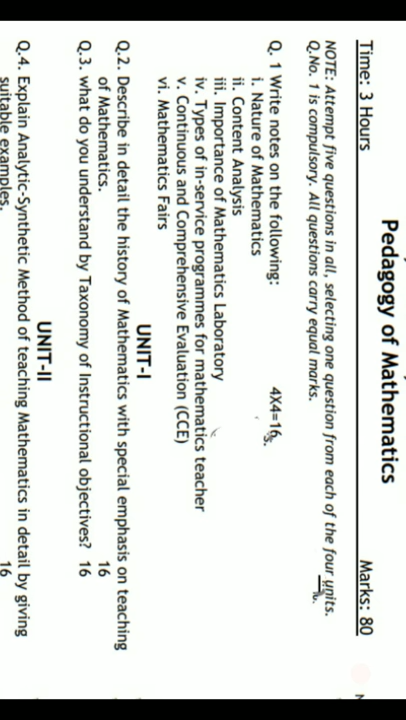 Pedagogy of Mathematics
Time: 3 Hours Marks: 80
NOTE: Attempt five questions in all, selecting one question from each of the four units.
Q.No. 1 is compulsory. All questions carry equal marks.
Q. 1 Write notes on the following: 4X4=16
i. Nature of Mathematics
ii. Content Analysis
iii. Importance of Mathematics Laboratory
iv. Types of in-service programmes for mathematics teacher
v. Continuous and Comprehensive Evaluation (CCE)
vi. Mathematics Fairs
UNIT-I
Q.2. Describe in detail the history of Mathematics with special emphasis on teaching
of Mathematics. 16
Q.3. what do you understand by Taxonomy of Instructional objectives? 16
UNIT-II
Q.4. Explain Analytic-Synthetic Method of teaching Mathematics in detail by giving
suitable examples. 16